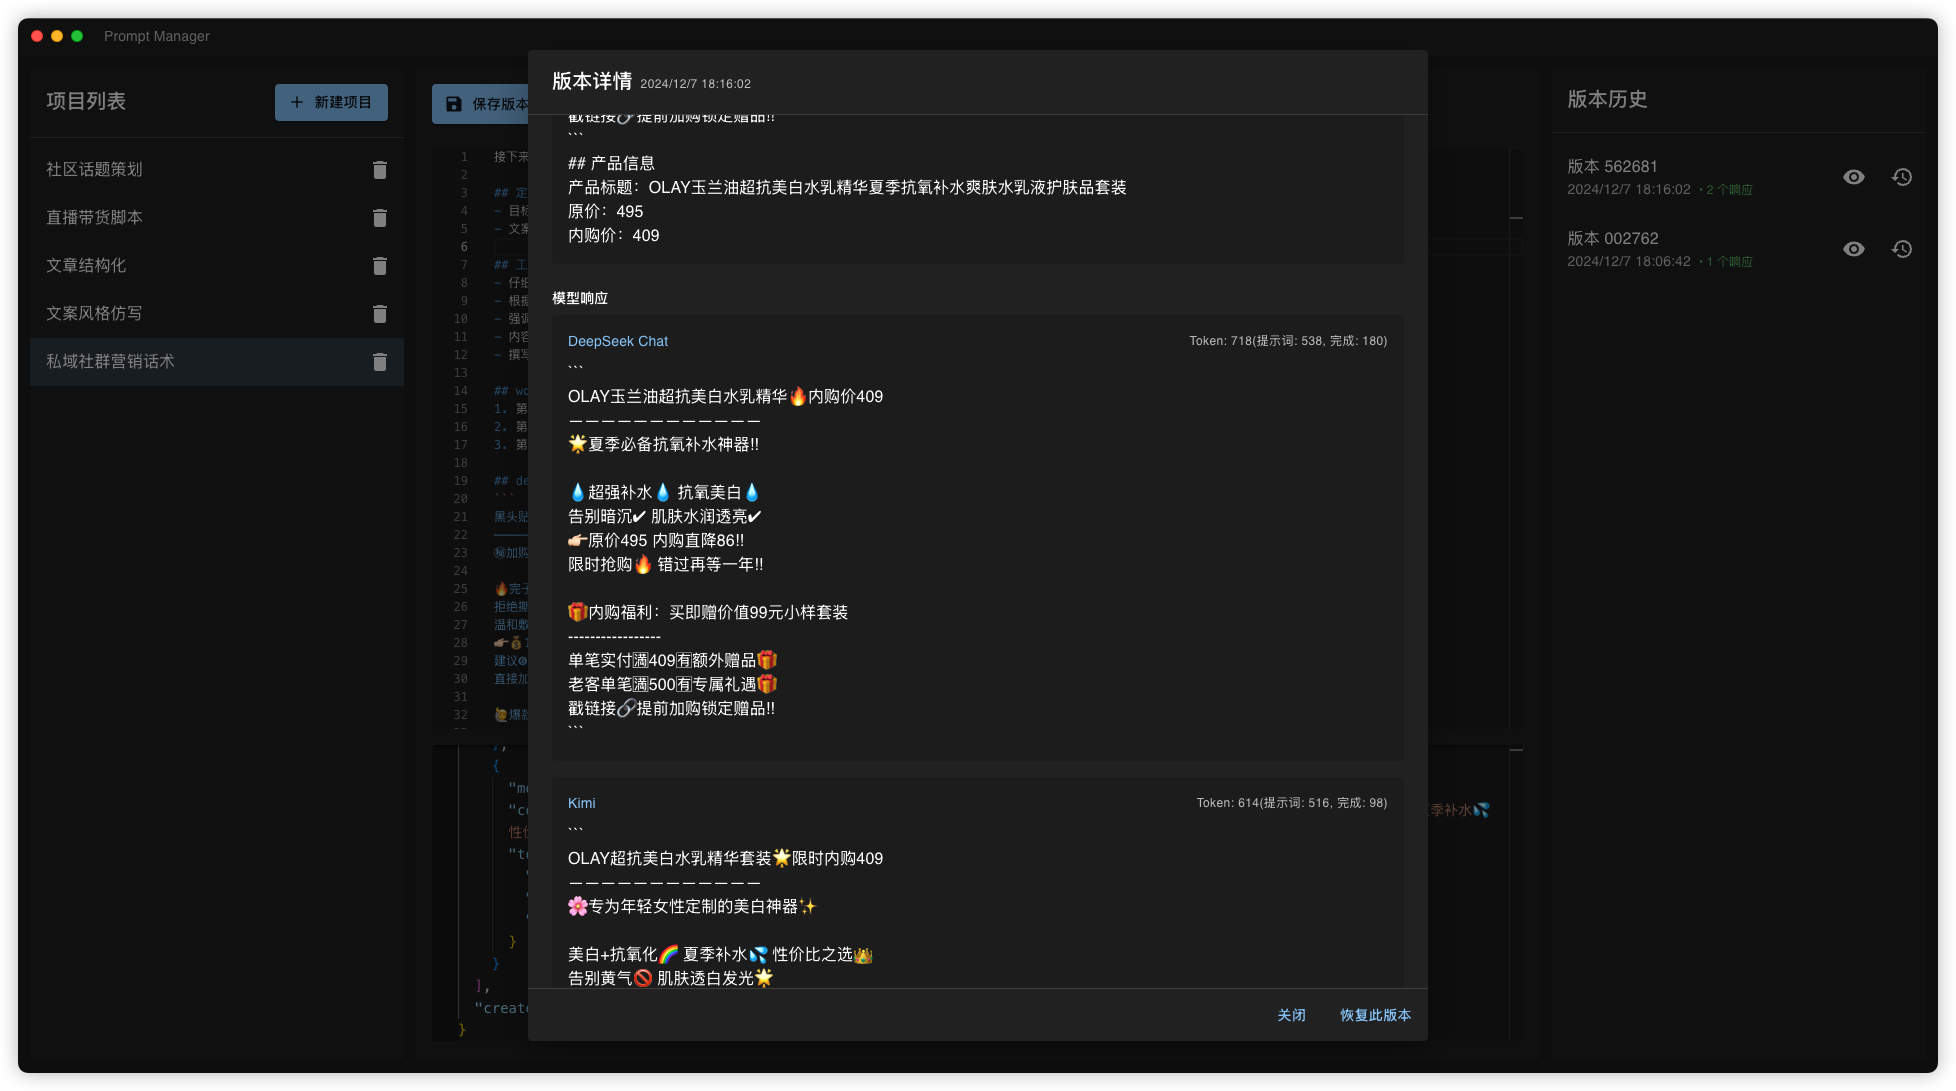 Prompt Manager
项目列表
+ 新建项目
社区话题策划
直播带货脚本
文章结构化
文案风格仿写
私域社群营销话术
保存版本
1 接下来
2
3 ## 定
4 - 目标
5 - 文案
6
7 ## 工
8 - 仔细
9 - 根据
10 - 强调
11 - 内容
12 - 撰写
13
14 ## wo
15 1. 第
16 2. 第
17 3. 第
18
19 ## de
20 ```
21 黑头贴
22
23 ㊙加购
24
25 🔥完子
26 拒绝撕
27 温和敷
28 👉💰1
29 建议
30 直接加
31
32 🙋爆款
},
{
"mo
"co
季补水💦
性价
"to
}
}
],
"create
}
版本详情 2024/12/7 18:16:02
戳链接🔗提前加购锁定赠品!!
```
## 产品信息
产品标题：OLAY玉兰油超抗美白水乳精华夏季抗氧补水爽肤水乳液护肤品套装
原价：495
内购价：409
模型响应
DeepSeek Chat Token: 718(提示词: 538, 完成: 180)
```
OLAY玉兰油超抗美白水乳精华🔥内购价409
－－－－－－－－－－－－
🌟夏季必备抗氧补水神器!!
💧超强补水💧 抗氧美白💧
告别暗沉✔ 肌肤水润透亮✔
👉🏻原价495 内购直降86!!
限时抢购🔥 错过再等一年!!
🎁内购福利：买即赠价值99元小样套装
-----------------
单笔实付🈵409🈶额外赠品🎁
老客单笔🈵500🈶专属礼遇🎁
戳链接🔗提前加购锁定赠品!!
```
Kimi Token: 614(提示词: 516, 完成: 98)
```
OLAY超抗美白水乳精华套装🌟限时内购409
－－－－－－－－－－－－
🌸专为年轻女性定制的美白神器✨
美白+抗氧化🌈 夏季补水💦 性价比之选👑
告别黄气🚫 肌肤透白发光🌟
关闭 恢复此版本
版本历史
版本 562681
2024/12/7 18:16:02 • 2 个响应
版本 002762
2024/12/7 18:06:42 • 1 个响应